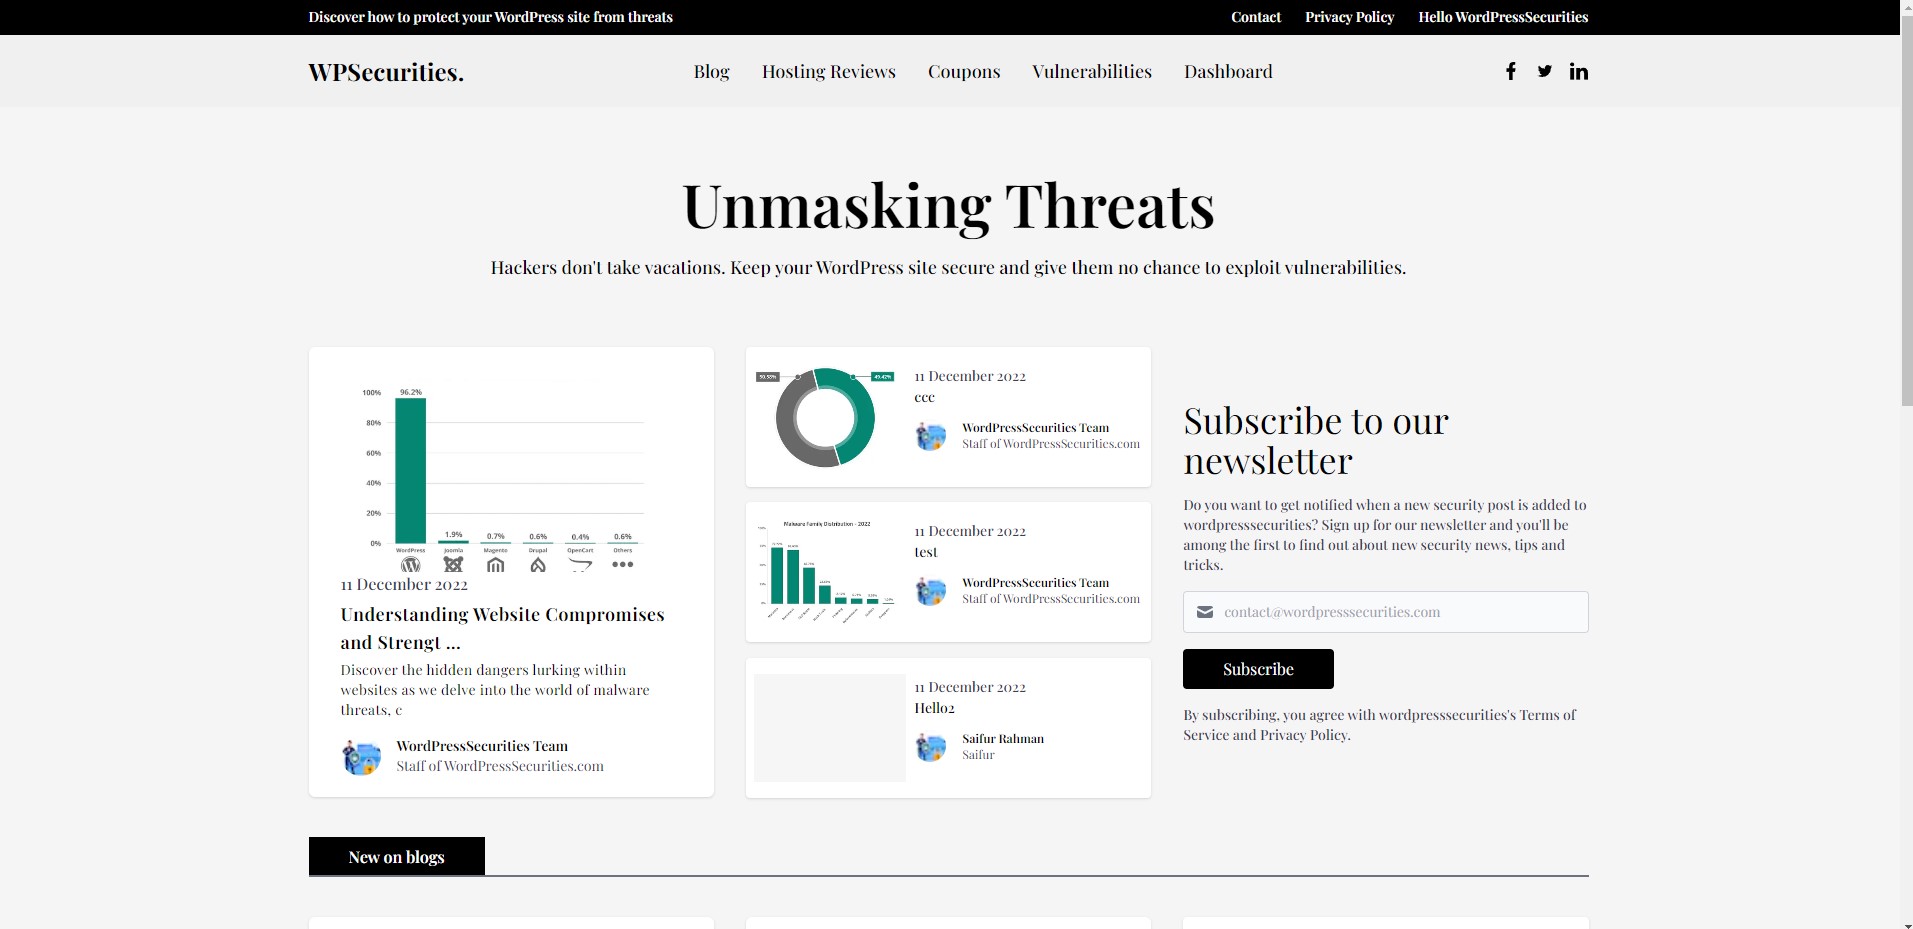 Discover how to protect your WordPress site from threats
Contact Privacy Policy Hello WordPressSecurities
WPSecurities.
Blog Hosting Reviews Coupons Vulnerabilities Dashboard
Unmasking Threats
Hackers don't take vacations. Keep your WordPress site secure and give them no chance to exploit vulnerabilities.
100%
80%
60%
40%
20%
0%
96.2%
1.9%
0.7%
0.6%
0.4%
0.6%
WordPress Joomla Magento Drupal OpenCart Others
11 December 2022
Understanding Website Compromises
and Strengt ...
Discover the hidden dangers lurking within
websites as we delve into the world of malware
threats, c
WordPressSecurities Team
Staff of WordPressSecurities.com
50.58%
49.42%
11 December 2022
ccc
WordPressSecurities Team
Staff of WordPressSecurities.com
Malware Family Distribution - 2022
11 December 2022
test
WordPressSecurities Team
Staff of WordPressSecurities.com
11 December 2022
Hello2
Saifur Rahman
Saifur
Subscribe to our
newsletter
Do you want to get notified when a new security post is added to
wordpresssecurities? Sign up for our newsletter and you'll be
among the first to find out about new security news, tips and
tricks.
contact@wordpresssecurities.com
Subscribe
By subscribing, you agree with wordpresssecurities's Terms of
Service and Privacy Policy.
New on blogs